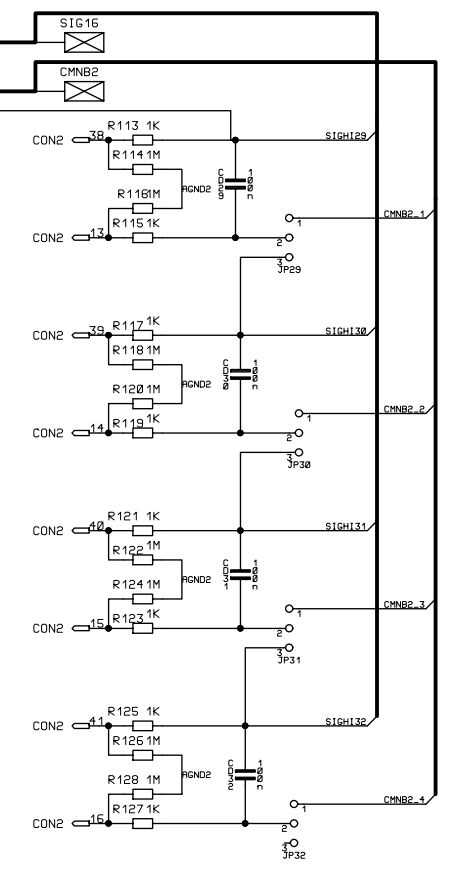 SIG16
CMNB2
CON2 38 R113 1K SIGHI29
R114 1M
AGND2 CD29 100n
R116 1M
CON2 13 R115 1K
1 CMNB2_1
2
3
JP29
CON2 39 R117 1K SIGHI30
R118 1M
AGND2 CD30 100n
R120 1M
CON2 14 R119 1K
1 CMNB2_2
2
3
JP30
CON2 40 R121 1K SIGHI31
R122 1M
AGND2 CD31 100n
R124 1M
CON2 15 R123 1K
1 CMNB2_3
2
3
JP31
CON2 41 R125 1K SIGHI32
R126 1M
AGND2 CD32 100n
R128 1M
CON2 16 R127 1K
1 CMNB2_4
2
3
JP32